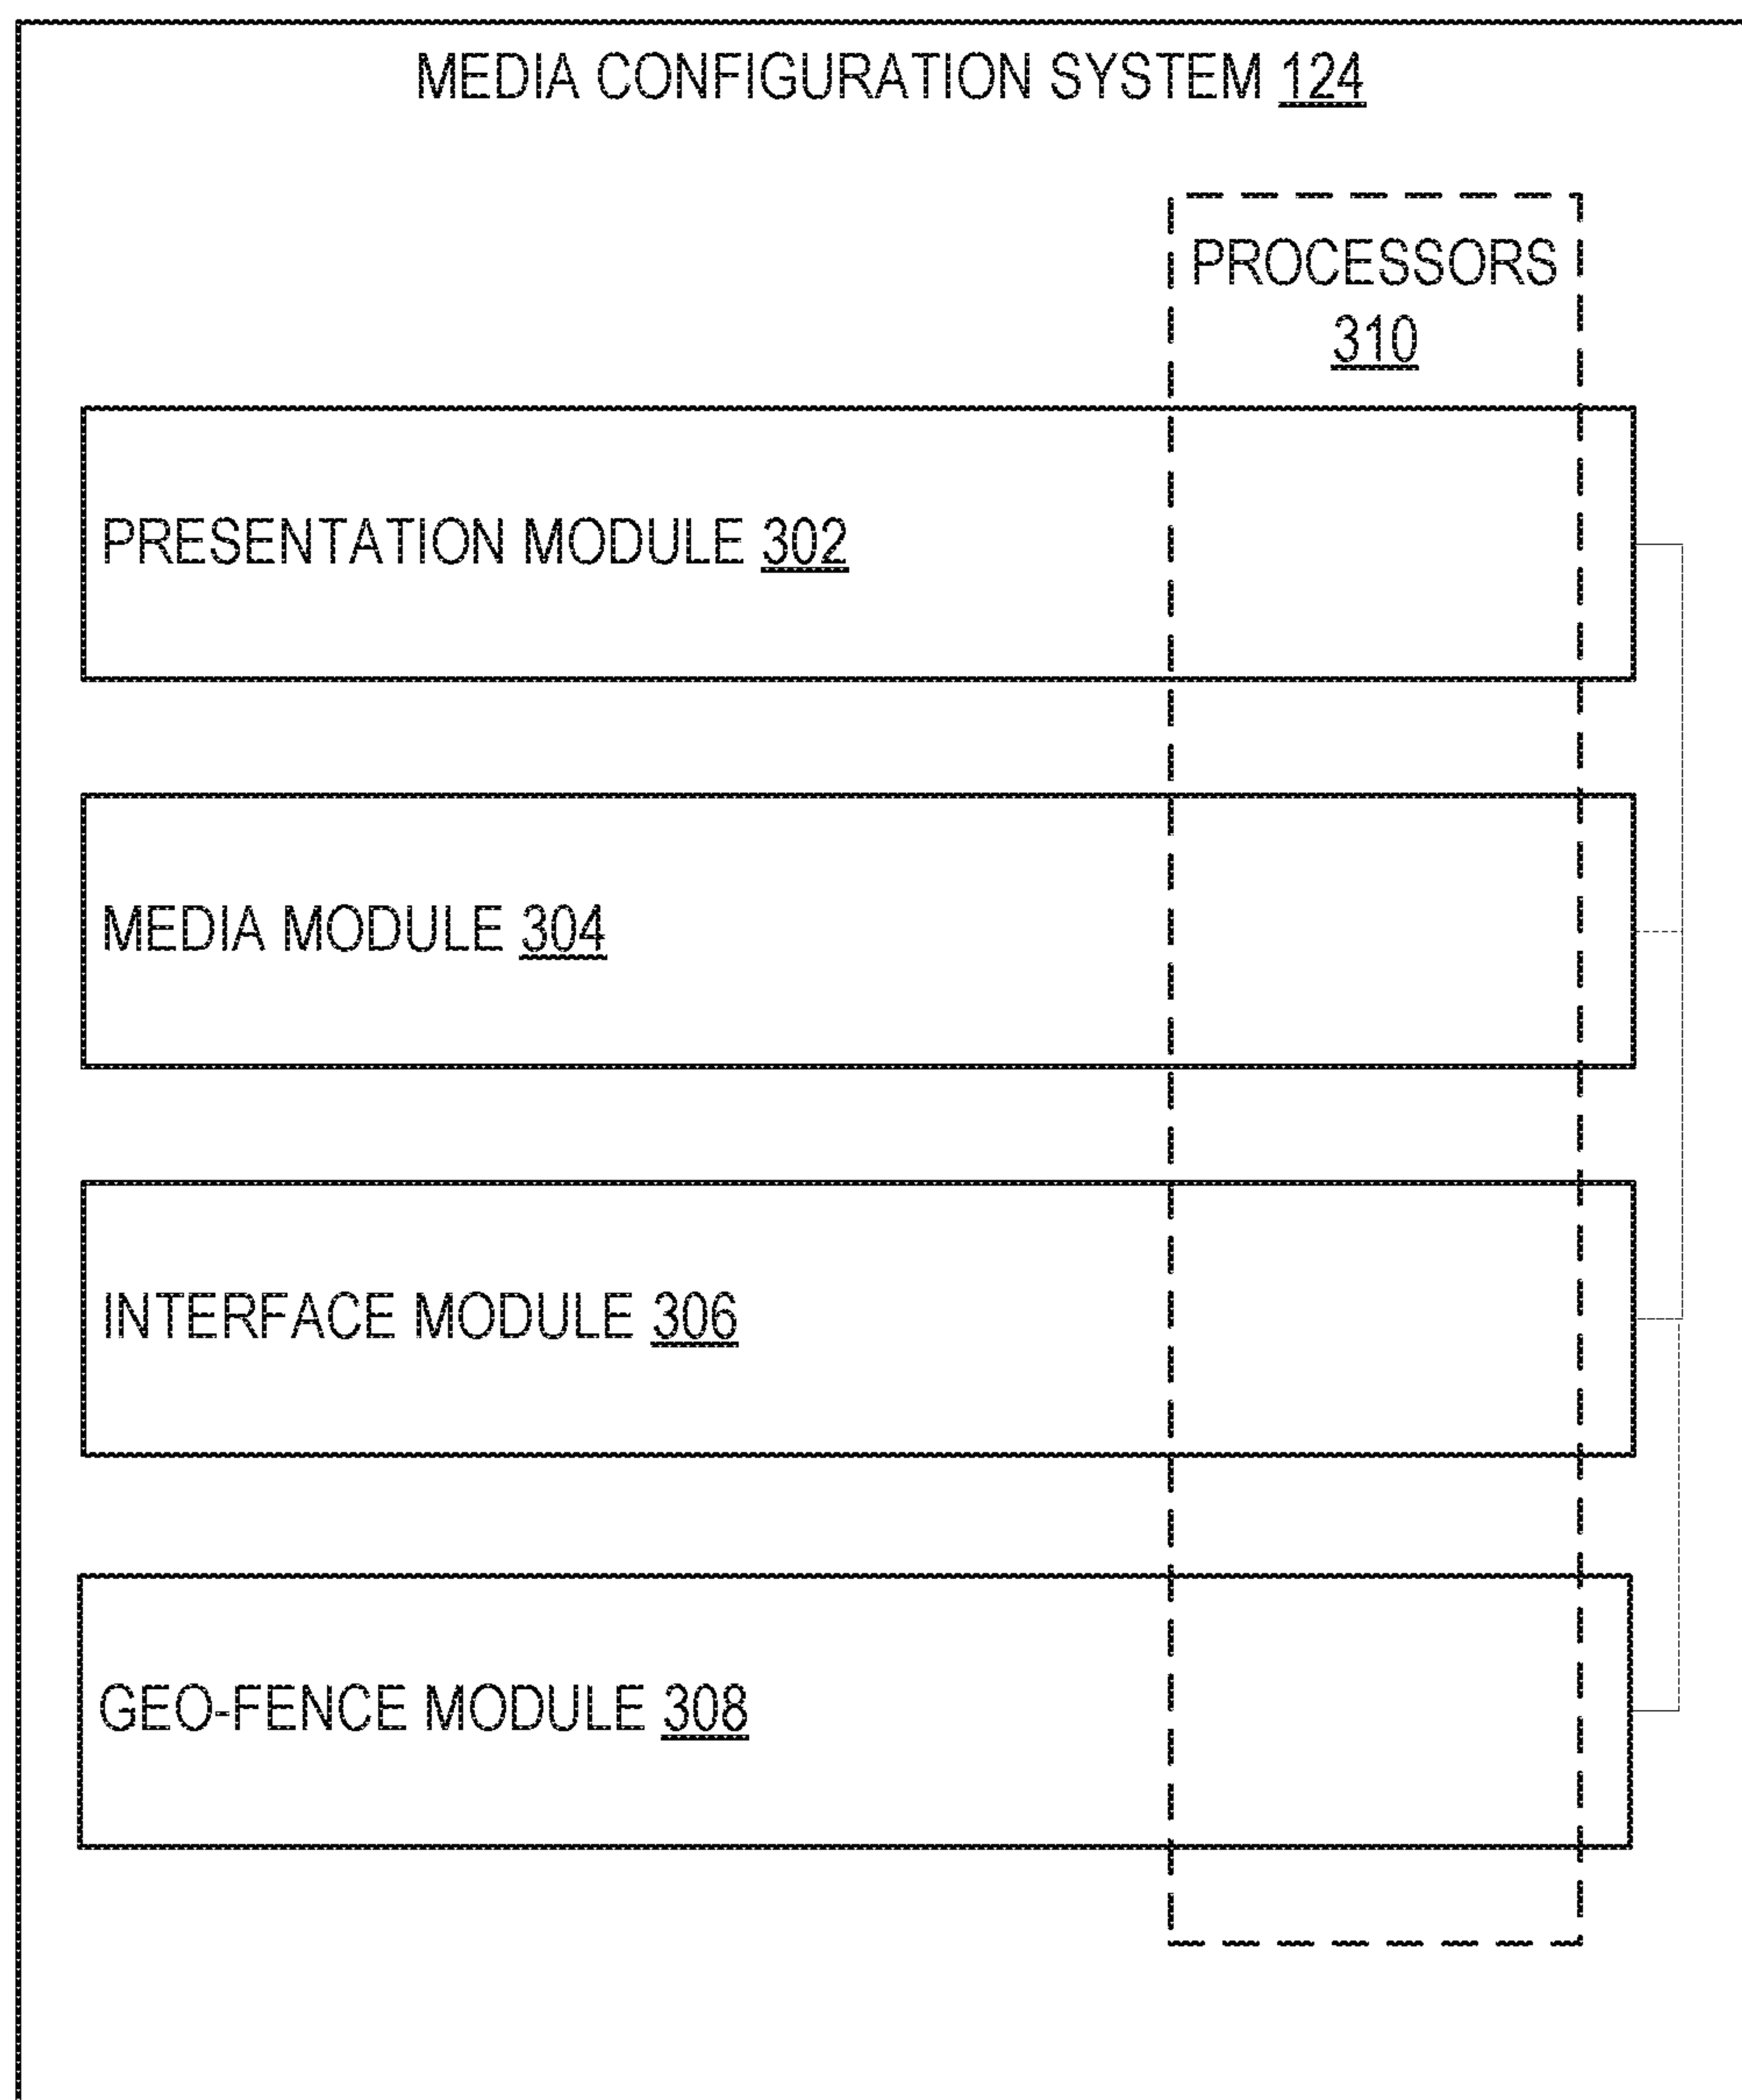 MEDIA CONFIGURATION SYSTEM 124
PROCESSORS
310
PRESENTATION MODULE 302
MEDIA MODULE 304
INTERFACE MODULE 306
GEO-FENCE MODULE 308